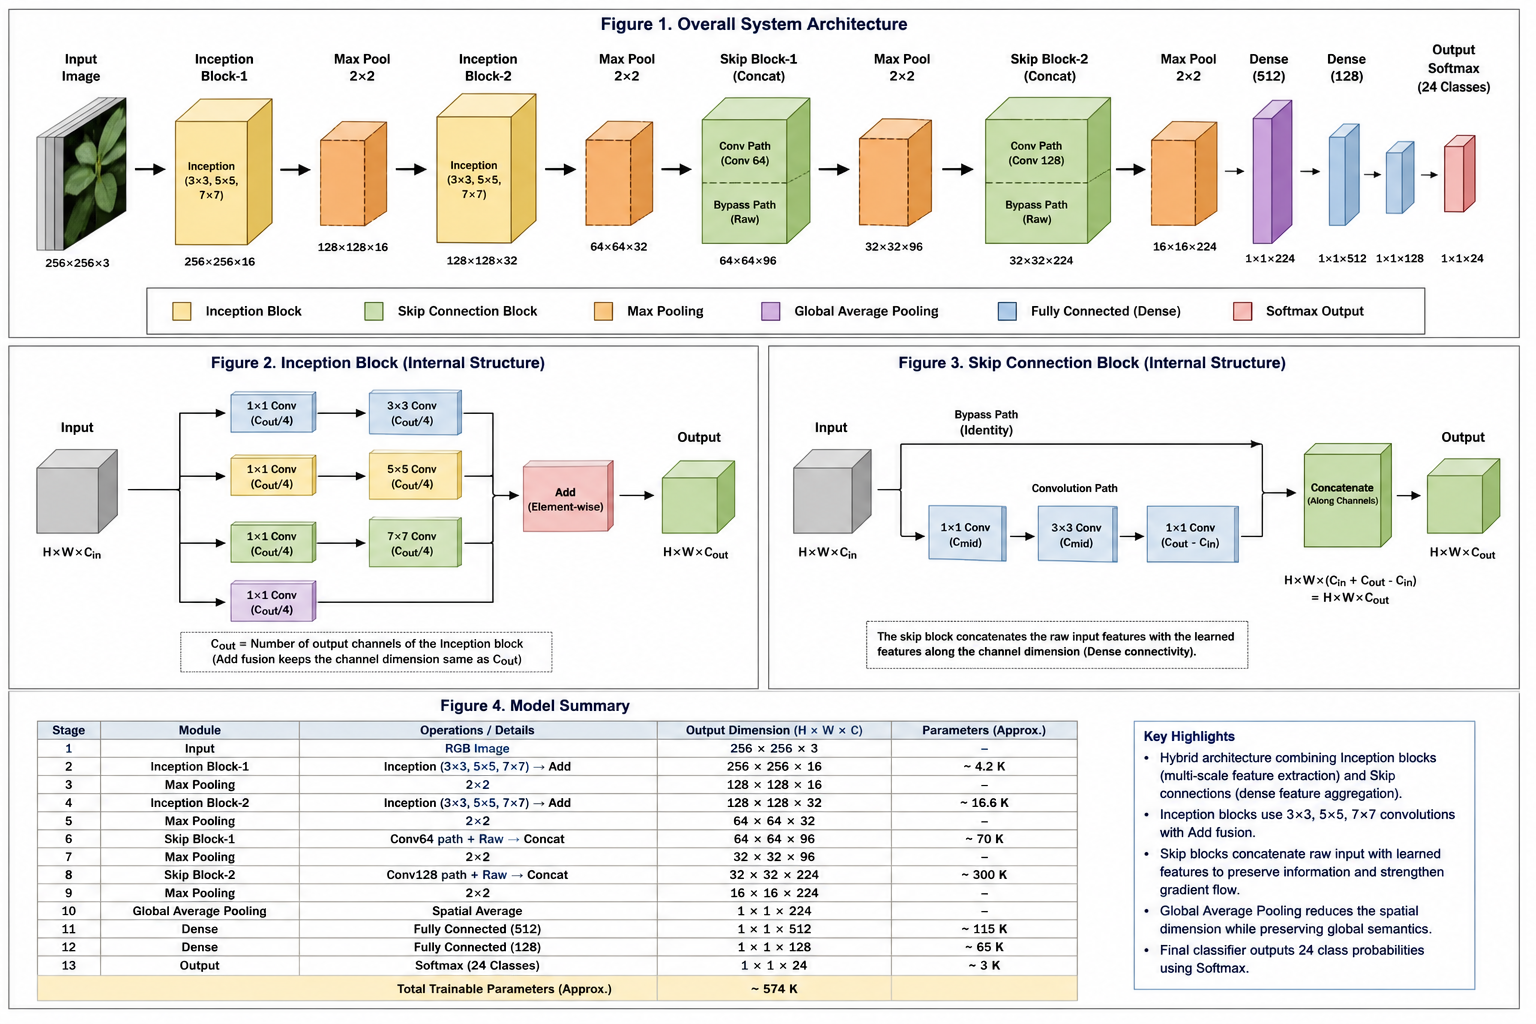 Figure 1. Overall System Architecture
Input
Image
Inception
Block-1
Max Pool
2×2
Inception
Block-2
Max Pool
2×2
Skip Block-1
(Concat)
Max Pool
2×2
Skip Block-2
(Concat)
Max Pool
2×2
Dense
(512)
Dense
(128)
Output
Softmax
(24 Classes)
Inception
(3×3, 5×5,
7×7)
Inception
(3×3, 5×5,
7×7)
Conv Path
(Conv 64)
Bypass Path
(Raw)
Conv Path
(Conv 128)
Bypass Path
(Raw)
256×256×3
256×256×16
128×128×16
128×128×32
64×64×32
64×64×96
32×32×96
32×32×224
16×16×224
1×1×224
1×1×512
1×1×128
1×1×24
Inception Block
Skip Connection Block
Max Pooling
Global Average Pooling
Fully Connected (Dense)
Softmax Output
Figure 2. Inception Block (Internal Structure)
Input
H×W×Cin
1×1 Conv
(Cout/4)
3×3 Conv
(Cout/4)
1×1 Conv
(Cout/4)
5×5 Conv
(Cout/4)
1×1 Conv
(Cout/4)
7×7 Conv
(Cout/4)
1×1 Conv
(Cout/4)
Add
(Element-wise)
Output
H×W×Cout
Cout = Number of output channels of the Inception block
(Add fusion keeps the channel dimension same as Cout)
Figure 3. Skip Connection Block (Internal Structure)
Input
H×W×Cin
Bypass Path
(Identity)
Convolution Path
1×1 Conv
(Cmid)
3×3 Conv
(Cmid)
1×1 Conv
(Cout - Cin)
Concatenate
(Along Channels)
Output
H×W×Cout
H×W×(Cin + Cout - Cin)
= H×W×Cout
The skip block concatenates the raw input features with the learned
features along the channel dimension (Dense connectivity).
Figure 4. Model Summary
Stage Module Operations / Details Output Dimension (H × W × C) Parameters (Approx.)
1 Input RGB Image 256 × 256 × 3 –
2 Inception Block-1 Inception (3×3, 5×5, 7×7) → Add 256 × 256 × 16 ~ 4.2 K
3 Max Pooling 2×2 128 × 128 × 16 –
4 Inception Block-2 Inception (3×3, 5×5, 7×7) → Add 128 × 128 × 32 ~ 16.6 K
5 Max Pooling 2×2 64 × 64 × 32 –
6 Skip Block-1 Conv64 path + Raw → Concat 64 × 64 × 96 ~ 70 K
7 Max Pooling 2×2 32 × 32 × 96 –
8 Skip Block-2 Conv128 path + Raw → Concat 32 × 32 × 224 ~ 300 K
9 Max Pooling 2×2 16 × 16 × 224 –
10 Global Average Pooling Spatial Average 1 × 1 × 224 –
11 Dense Fully Connected (512) 1 × 1 × 512 ~ 115 K
12 Dense Fully Connected (128) 1 × 1 × 128 ~ 65 K
13 Output Softmax (24 Classes) 1 × 1 × 24 ~ 3 K
Total Trainable Parameters (Approx.) ~ 574 K
Key Highlights
• Hybrid architecture combining Inception blocks
(multi-scale feature extraction) and Skip
connections (dense feature aggregation).
• Inception blocks use 3×3, 5×5, 7×7 convolutions
with Add fusion.
• Skip blocks concatenate raw input with learned
features to preserve information and strengthen
gradient flow.
• Global Average Pooling reduces the spatial
dimension while preserving global semantics.
• Final classifier outputs 24 class probabilities
using Softmax.